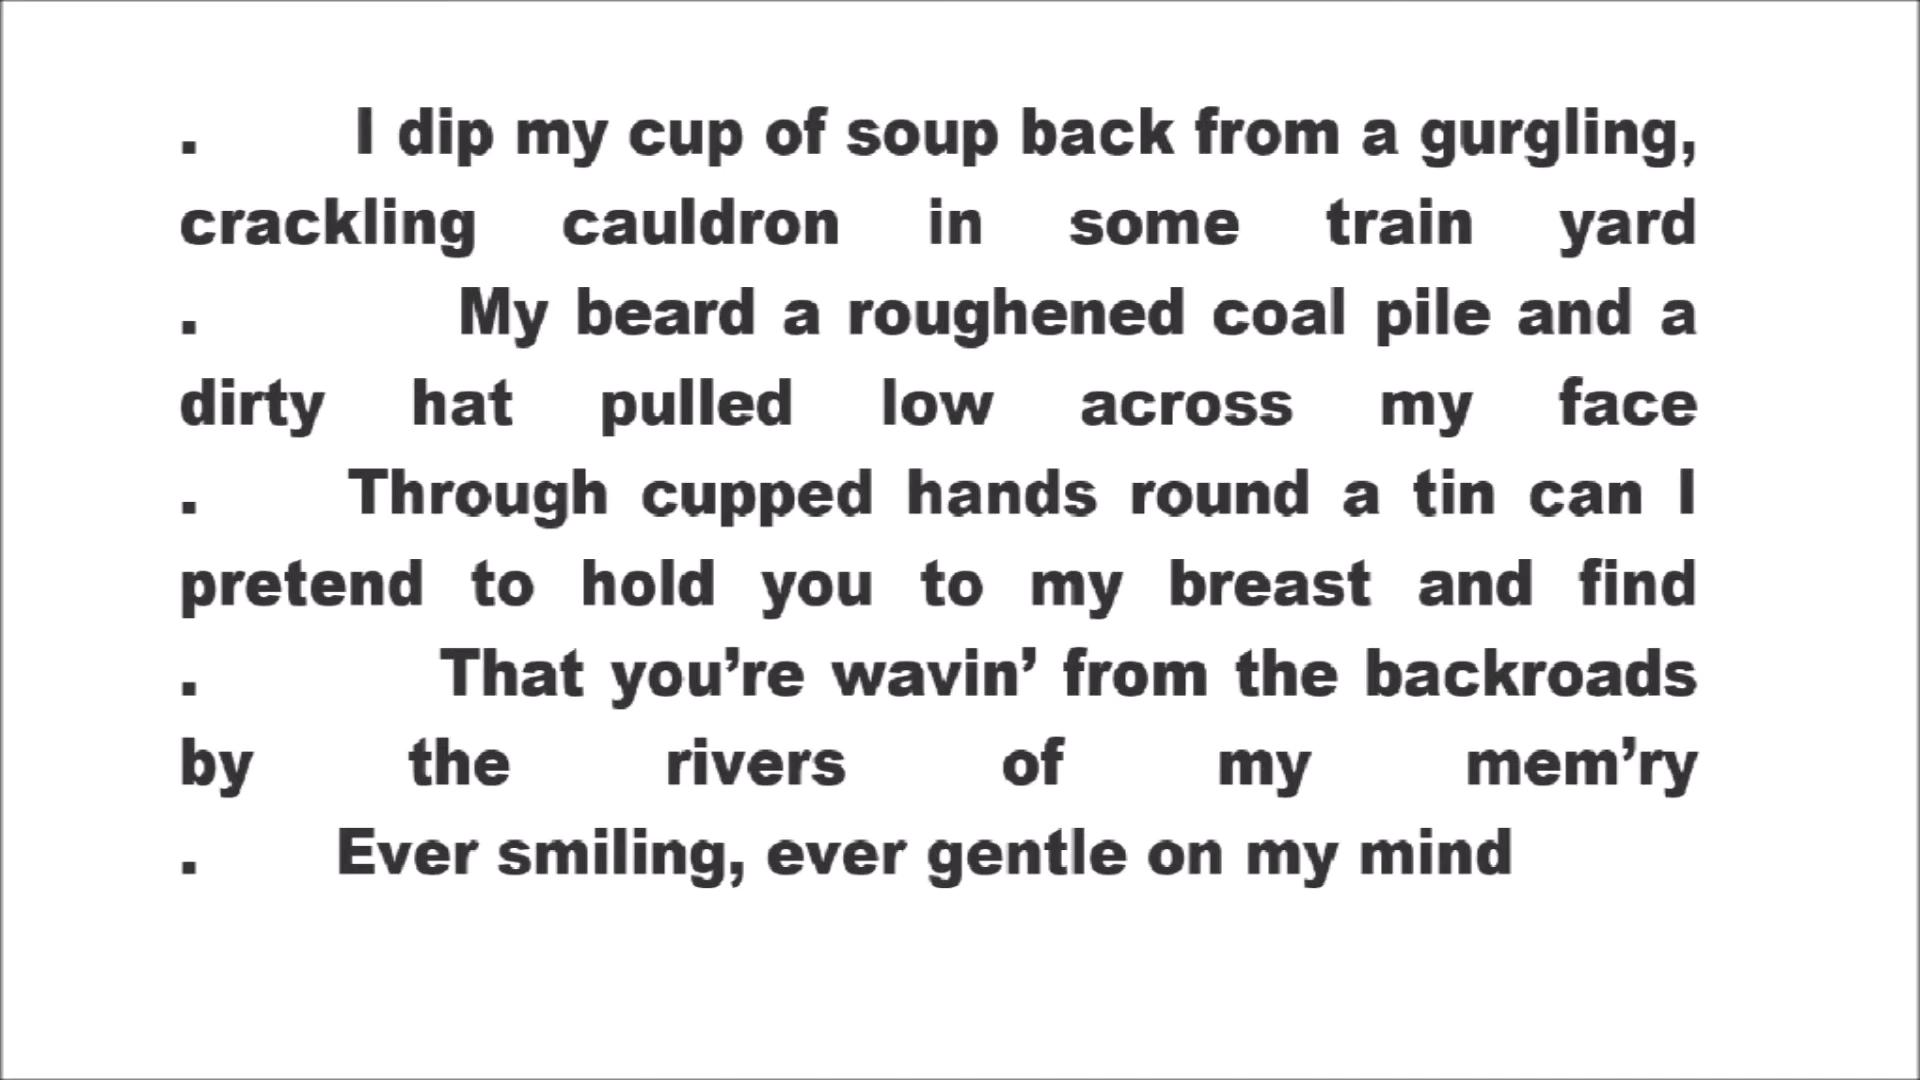 . I dip my cup of soup back from a gurgling,
crackling cauldron in some train yard
. My beard a roughened coal pile and a
dirty hat pulled low across my face
. Through cupped hands round a tin can I
pretend to hold you to my breast and find
. That you’re wavin’ from the backroads
by the rivers of my mem’ry
. Ever smiling, ever gentle on my mind